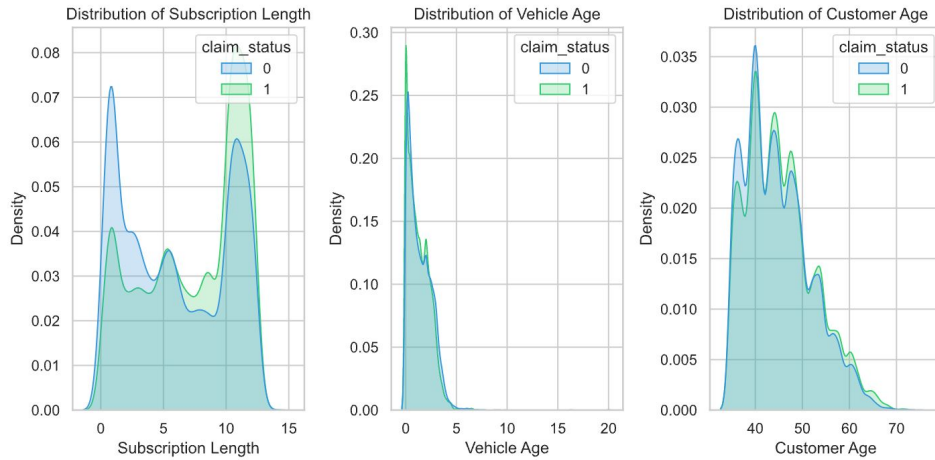 Distribution of Subscription Length
claim_status
0
1
0.08
0.07
0.06
0.05
0.04
0.03
0.02
0.01
0.00
Density
0 5 10 15
Subscription Length
Distribution of Vehicle Age
claim_status
0
1
0.30
0.25
0.20
0.15
0.10
0.05
0.00
Density
0 5 10 15 20
Vehicle Age
Distribution of Customer Age
claim_status
0
1
0.035
0.030
0.025
0.020
0.015
0.010
0.005
0.000
Density
40 50 60 70
Customer Age